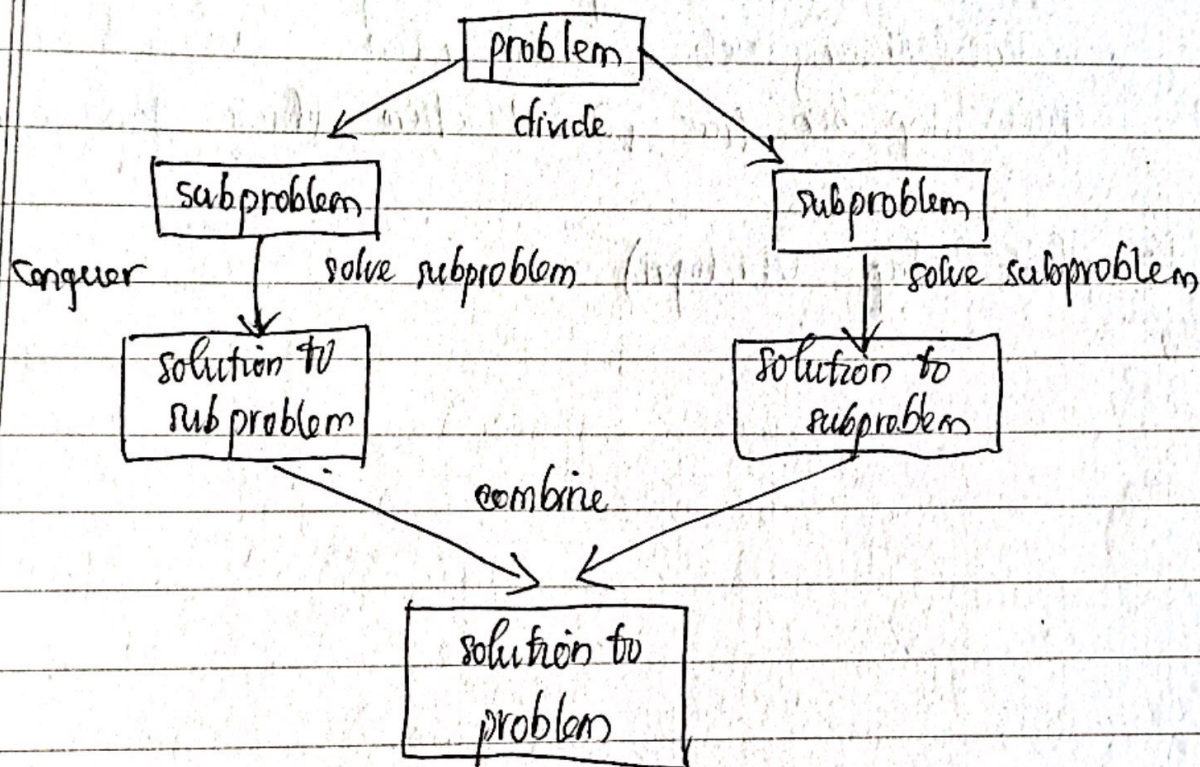 problem
divide
subproblem
subproblem
conquer
solve subproblem
solve subproblem
solution to
subproblem
solution to
subproblem
combine
solution to
problem